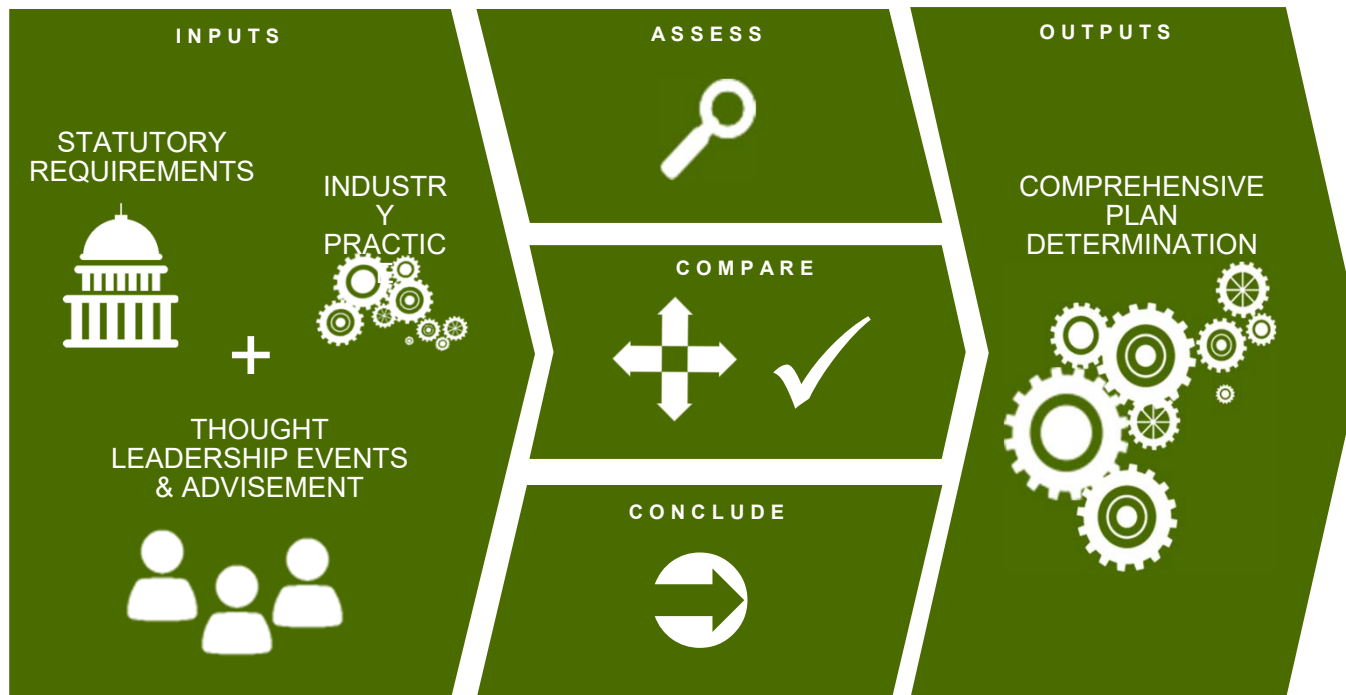 INPUTS
STATUTORY
REQUIREMENTS
INDUSTR
Y
PRACTIC
E
+
THOUGHT
LEADERSHIP EVENTS
& ADVISEMENT
ASSESS
COMPARE
CONCLUDE
OUTPUTS
COMPREHENSIVE
PLAN
DETERMINATION